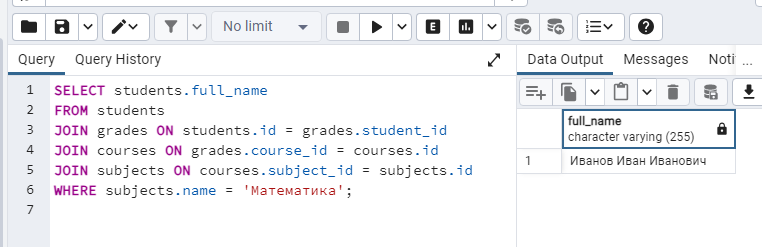 No limit
E
Query
Query History
Data Output
Messages
Noti
...
1 SELECT students.full_name
2 FROM students
3 JOIN grades ON students.id = grades.student_id
4 JOIN courses ON grades.course_id = courses.id
5 JOIN subjects ON courses.subject_id = subjects.id
6 WHERE subjects.name = 'Математика';
7
full_name
character varying (255)
1 Иванов Иван Иванович